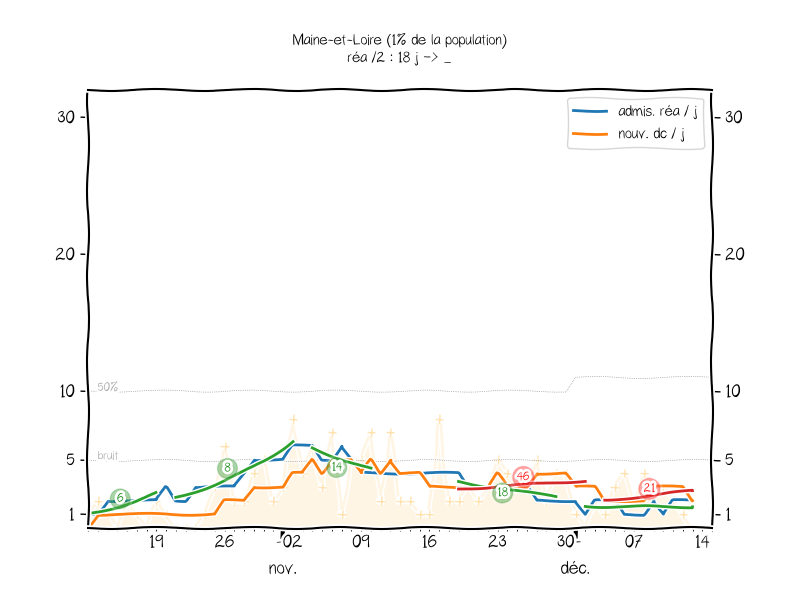 Maine-et-Loire (1% de la population)
réa /2 : 18 j -> _
admis. réa / j
nouv. dc / j
30 30
20 20
50%
10 10
bruit
5 5
1 1
6 8 14 18 46 21
19 26 02 09 16 23 30 07 14
nov. déc.